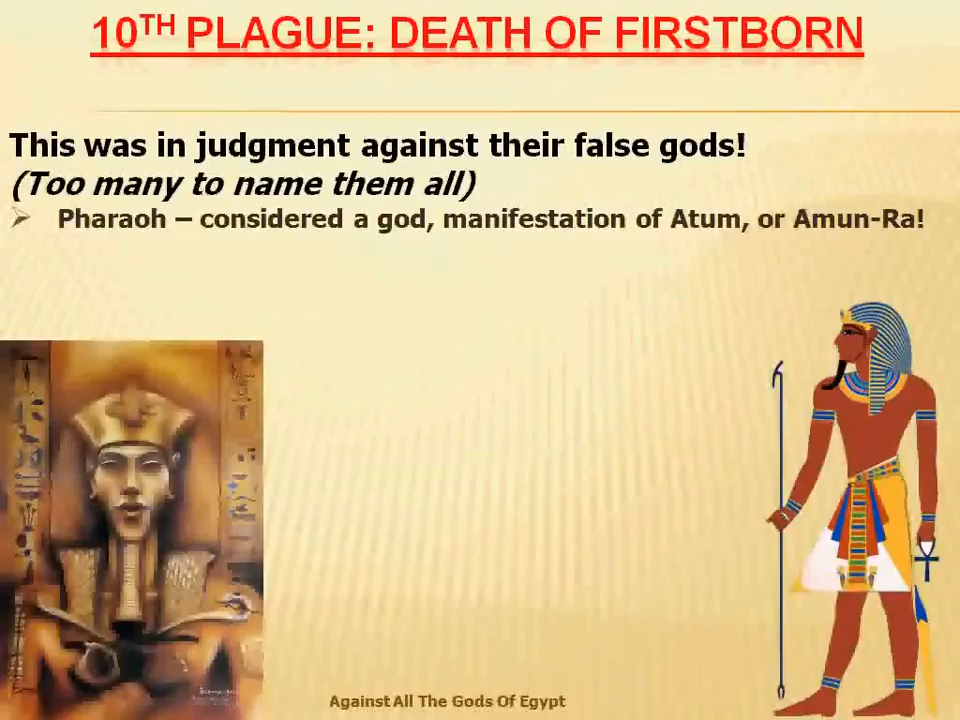 10TH PLAGUE: DEATH OF FIRSTBORN
This was in judgment against their false gods!
(Too many to name them all)
Pharaoh – considered a god, manifestation of Atum, or Amun-Ra!
Against All The Gods Of Egypt